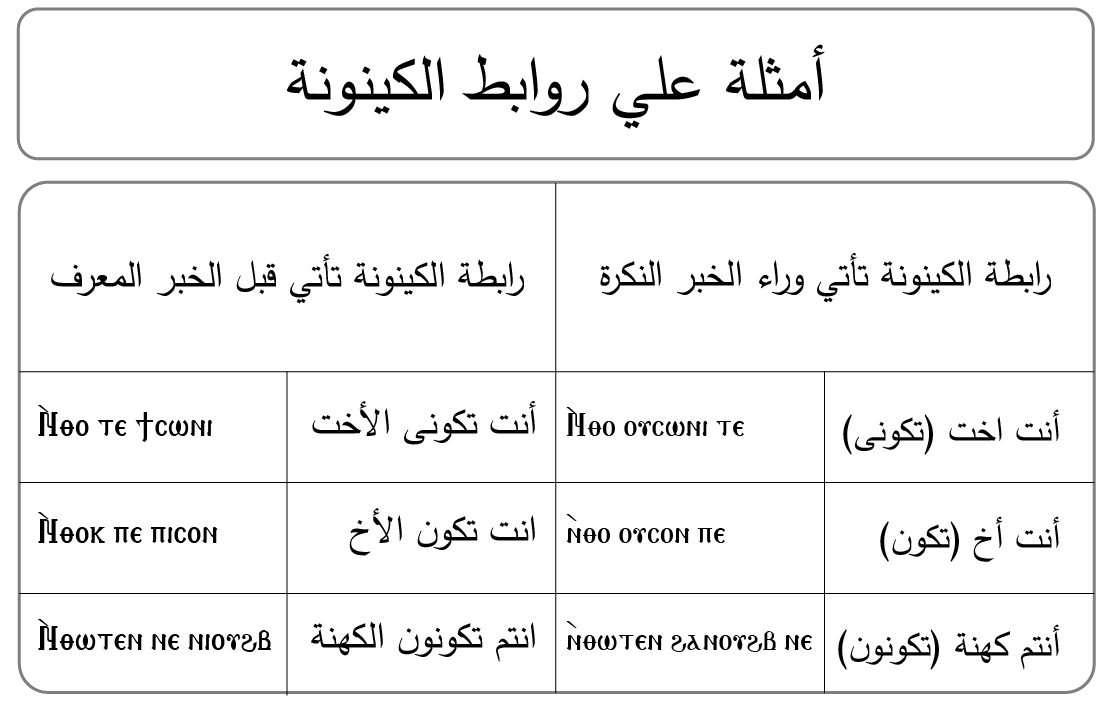 أمثلة علي روابط الكينونة
رابطة الكينونة تأتي وراء الخبر النكرة
رابطة الكينونة تأتي قبل الخبر المعرف
أنت اخت (تكونى)
Ⲛ̀ⲑⲟ ⲟⲩⲥⲱⲛⲓ ⲧⲉ
أنت تكونى الأخت
Ⲛ̀ⲑⲟ ⲧⲉ ϯⲥⲱⲛⲓ
أنت أخ (تكون)
ⲛ̀ⲑⲟ ⲟⲩⲥⲟⲛ ⲡⲉ
انت تكون الأخ
Ⲛ̀ⲑⲟⲕ ⲡⲉ ⲡⲓⲥⲟⲛ
أنتم كهنة (تكونون)
ⲛ̀ⲑⲱⲧⲉⲛ ϩⲁⲛⲟⲩϩⲃ ⲛⲉ
انتم تكونون الكهنة
Ⲛ̀ⲑⲱⲧⲉⲛ ⲛⲉ ⲛⲓⲟⲩϩⲃ